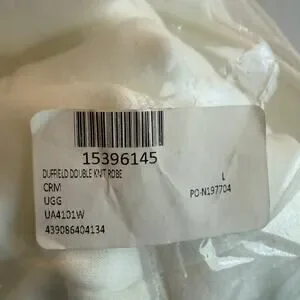 15396145
DUFFIELD DOUBLE KNIT ROBE
CRM L
UGG PO-N197704
UA4101W
439086404134